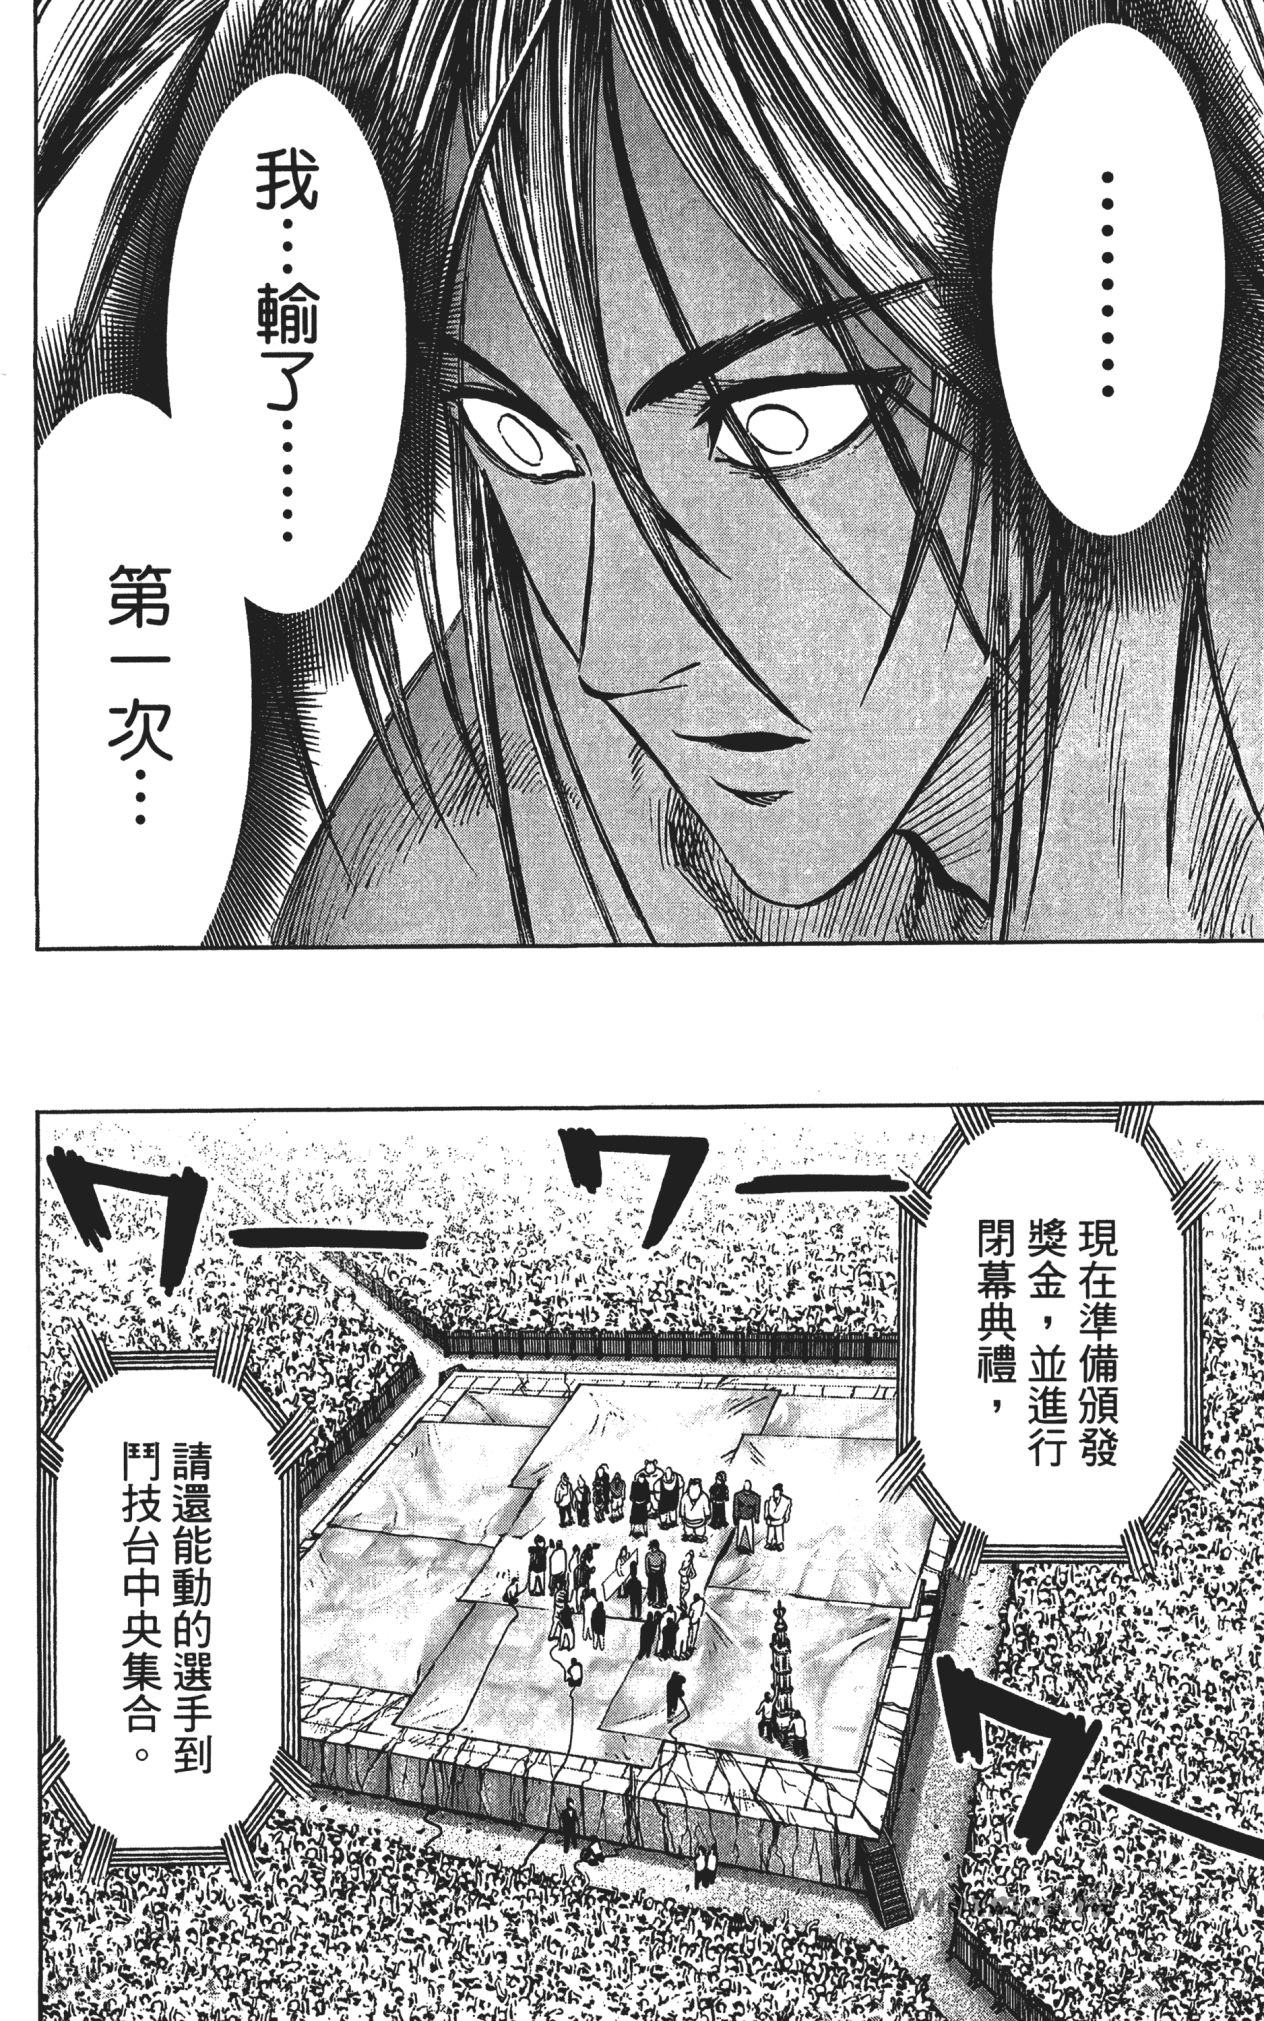 ………
我…輸了……
第一次…
現在準備頒發
獎金，並進行
閉幕典禮，
ワー
ワー
請還能動的選手到
鬥技台中央集合。
ワー